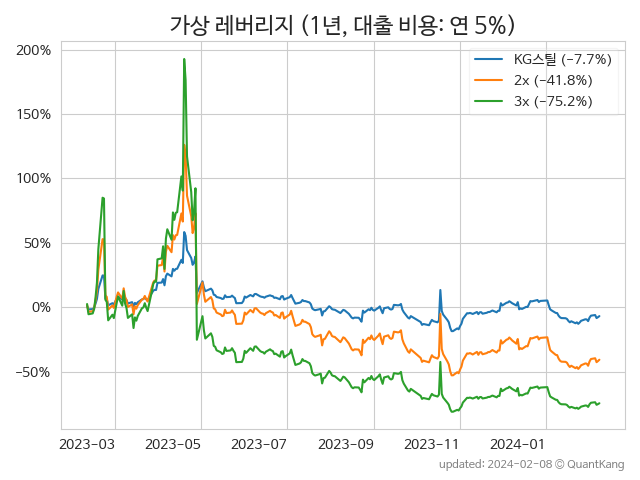 가상 레버리지 (1년, 대출 비용: 연 5%)
200%
150%
100%
50%
0%
−50%
KG스틸 (−7.7%)
2x (−41.8%)
3x (−75.2%)
2023-03 2023-05 2023-07 2023-09 2023-11 2024-01
updated: 2024-02-08 © QuantKang